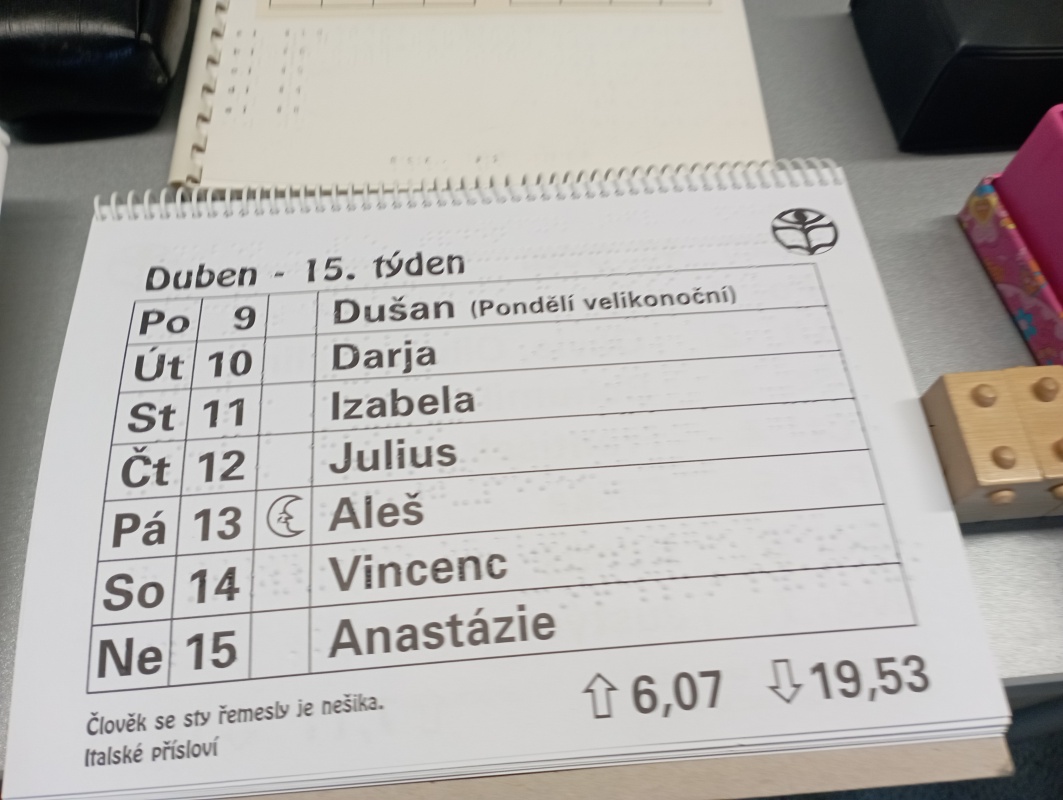 Duben - 15. týden
Po 9 Dušan (Pondělí velikonoční)
Út 10 Darja
St 11 Izabela
Čt 12 Julius
Pá 13 Aleš
So 14 Vincenc
Ne 15 Anastázie
⇧ 6,07 ⇩ 19,53
Člověk se sty řemesly je nešika.
Italské přísloví